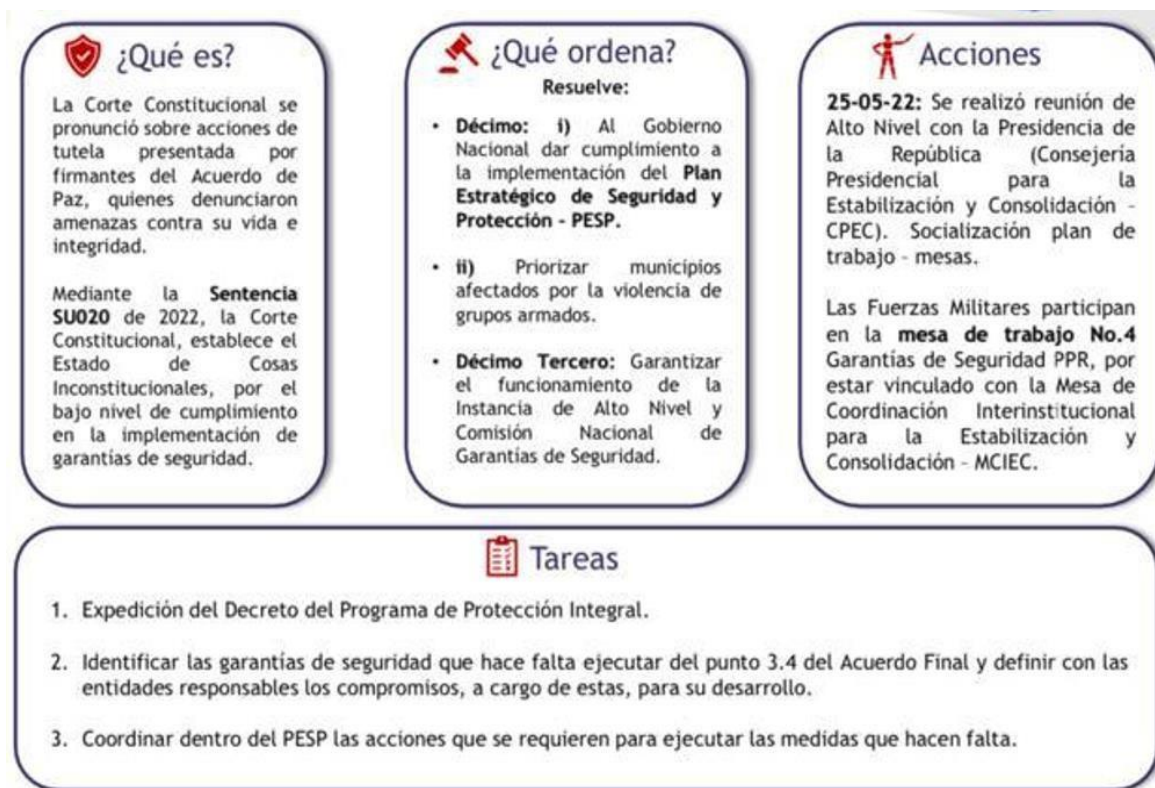 ¿Qué es?
La Corte Constitucional se
pronunció sobre acciones de
tutela presentada por
firmantes del Acuerdo de
Paz, quienes denunciaron
amenazas contra su vida e
integridad.
Mediante la Sentencia
SU020 de 2022, la Corte
Constitucional, establece el
Estado de Cosas
Inconstitucionales, por el
bajo nivel de cumplimiento
en la implementación de
garantías de seguridad.
¿Qué ordena?
Resuelve:
• Décimo: i) Al Gobierno
Nacional dar cumplimiento a
la implementación del Plan
Estratégico de Seguridad y
Protección - PESP.
• ii) Priorizar municipios
afectados por la violencia de
grupos armados.
• Décimo Tercero: Garantizar
el funcionamiento de la
Instancia de Alto Nivel y
Comisión Nacional de
Garantías de Seguridad.
Acciones
25-05-22: Se realizó reunión de
Alto Nivel con la Presidencia de
la República (Consejería
Presidencial para la
Estabilización y Consolidación -
CPEC). Socialización plan de
trabajo - mesas.
Las Fuerzas Militares participan
en la mesa de trabajo No.4
Garantías de Seguridad PPR, por
estar vinculado con la Mesa de
Coordinación Interinstitucional
para la Estabilización y
Consolidación - MCIEC.
Tareas
1. Expedición del Decreto del Programa de Protección Integral.
2. Identificar las garantías de seguridad que hace falta ejecutar del punto 3.4 del Acuerdo Final y definir con las
entidades responsables los compromisos, a cargo de estas, para su desarrollo.
3. Coordinar dentro del PESP las acciones que se requieren para ejecutar las medidas que hacen falta.